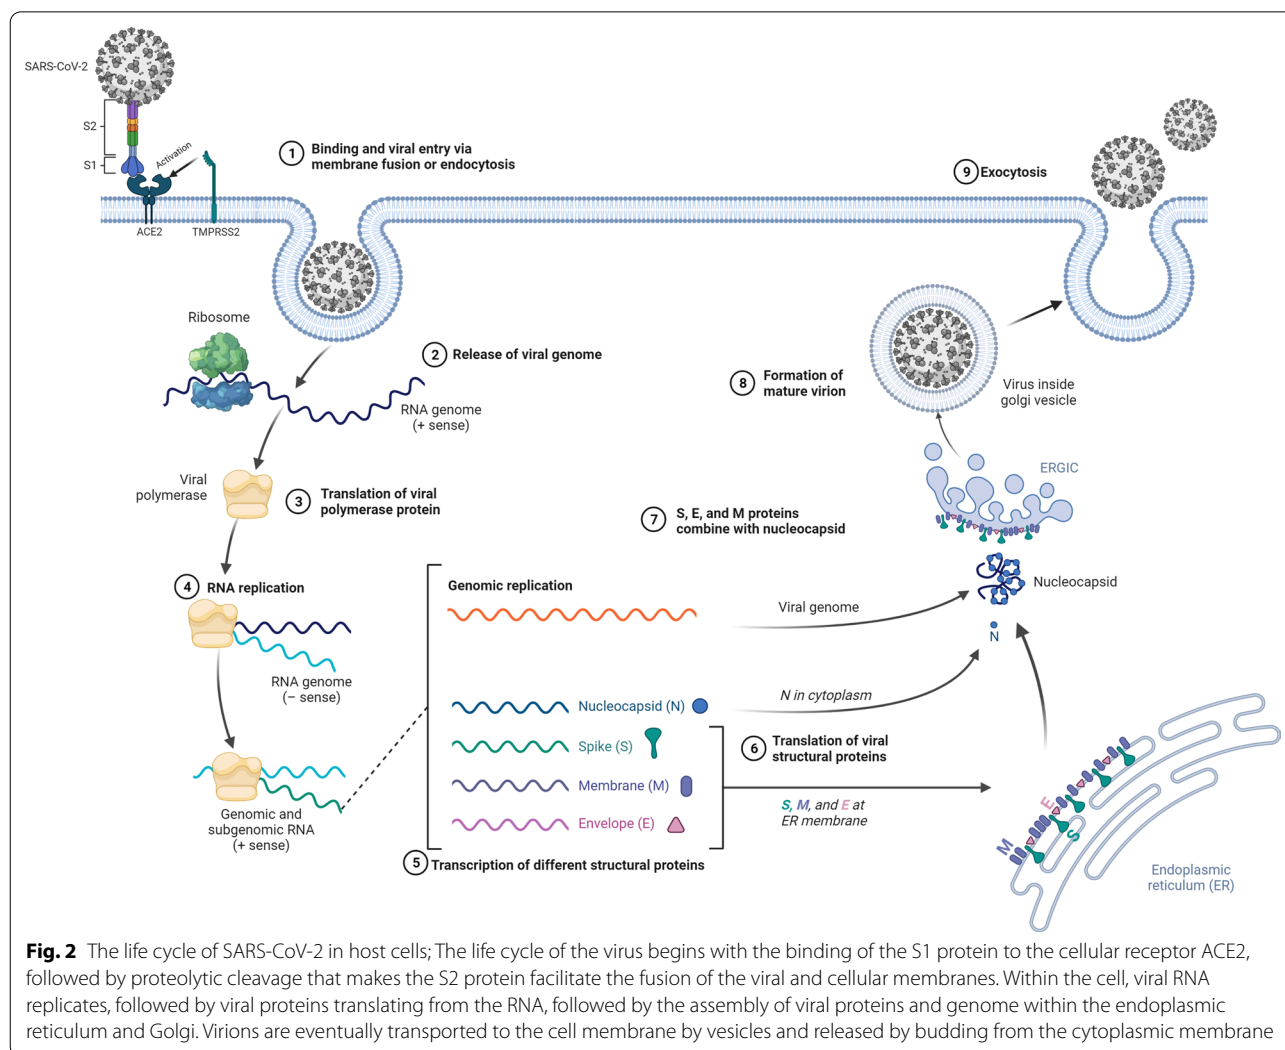 SARS-CoV-2
S2
S1
Activation
ACE2
TMPRSS2
1
Binding and viral entry via
membrane fusion or endocytosis
9
Exocytosis
Ribosome
2
Release of viral genome
RNA genome
(+ sense)
8
Formation of
mature virion
Virus inside
golgi vesicle
Viral
polymerase
3
Translation of viral
polymerase protein
ERGIC
7
S, E, and M proteins
combine with nucleocapsid
4
RNA replication
Genomic replication
Viral genome
Nucleocapsid
N
RNA genome
(– sense)
Nucleocapsid (N)
N in cytoplasm
Spike (S)
6
Translation of viral
structural proteins
Membrane (M)
S, M, and E at
ER membrane
Envelope (E)
Genomic and
subgenomic RNA
(+ sense)
5
Transcription of different structural proteins
E
S
M
Endoplasmic
reticulum (ER)
Fig. 2 The life cycle of SARS-CoV-2 in host cells; The life cycle of the virus begins with the binding of the S1 protein to the cellular receptor ACE2,
followed by proteolytic cleavage that makes the S2 protein facilitate the fusion of the viral and cellular membranes. Within the cell, viral RNA
replicates, followed by viral proteins translating from the RNA, followed by the assembly of viral proteins and genome within the endoplasmic
reticulum and Golgi. Virions are eventually transported to the cell membrane by vesicles and released by budding from the cytoplasmic membrane